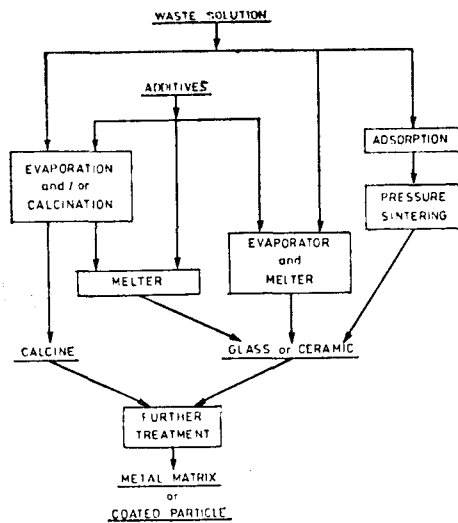 WASTE SOLUTION
ADDITIVES
ADSORPTION
EVAPORATION
and / or
CALCINATION
PRESSURE
SINTERING
EVAPORATOR
and
MELTER
MELTER
CALCINE
GLASS or CERAMIC
FURTHER
TREATMENT
METAL MATRIX
or
COATED PARTICLE